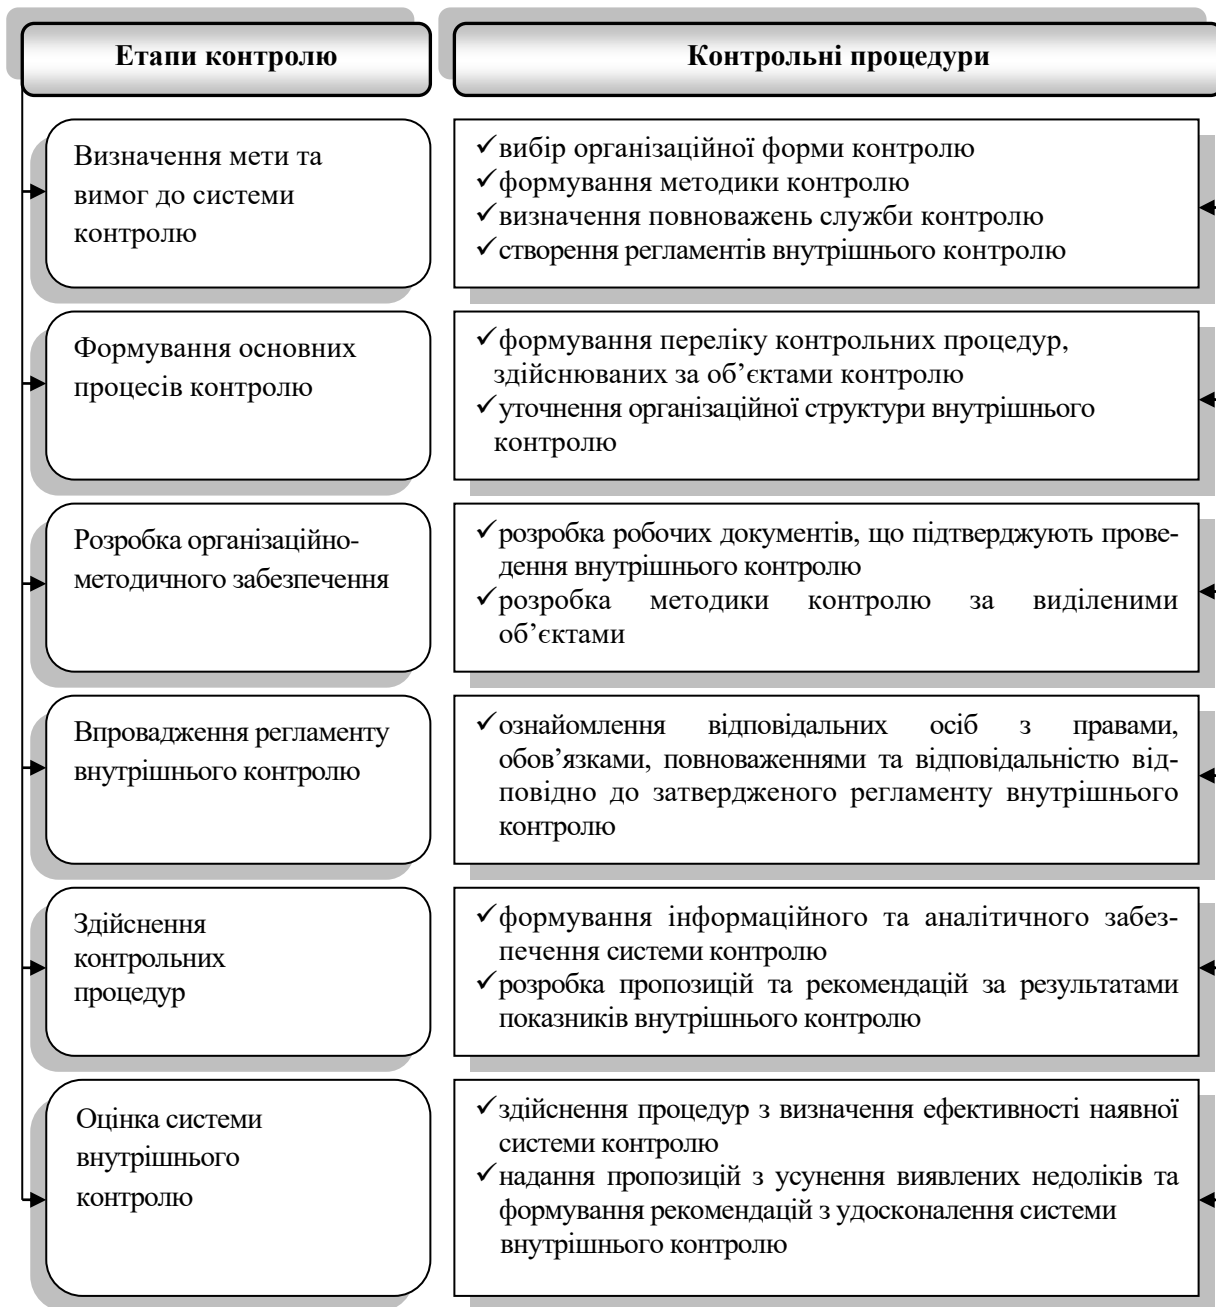 Етапи контролю
Контрольні процедури
Визначення мети та
вимог до системи
контролю
✓вибір організаційної форми контролю
✓формування методики контролю
✓визначення повноважень служби контролю
✓створення регламентів внутрішнього контролю
Формування основних
процесів контролю
✓формування переліку контрольних процедур,
здійснюваних за об’єктами контролю
✓уточнення організаційної структури внутрішнього
контролю
Розробка організаційно-
методичного забезпечення
✓розробка робочих документів, що підтверджують прове-
дення внутрішнього контролю
✓розробка методики контролю за виділеними
об’єктами
Впровадження регламенту
внутрішнього контролю
✓ознайомлення відповідальних осіб з правами,
обов’язками, повноваженнями та відповідальністю від-
повідно до затвердженого регламенту внутрішнього
контролю
Здійснення
контрольних
процедур
✓формування інформаційного та аналітичного забез-
печення системи контролю
✓розробка пропозицій та рекомендацій за результатами
показників внутрішнього контролю
Оцінка системи
внутрішнього
контролю
✓здійснення процедур з визначення ефективності наявної
системи контролю
✓надання пропозицій з усунення виявлених недоліків та
формування рекомендацій з удосконалення системи
внутрішнього контролю